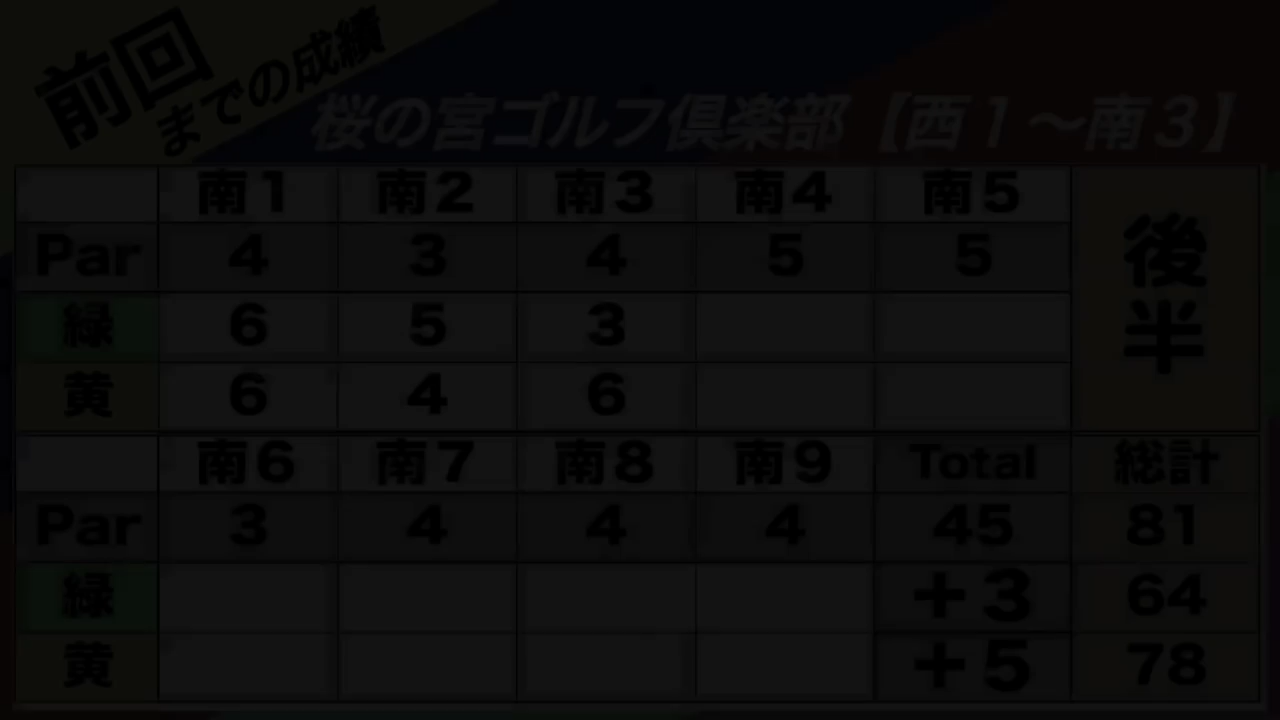 前回
までの成績
桜の宮ゴルフ倶楽部【西1〜南3】
南1 南2 南3 南4 南5 後半
Par 4 3 4 5 5
緑 6 5 3
黄 6 4 6
南6 南7 南8 南9 Total 総計
Par 3 4 4 4 45 81
緑 +3 64
黄 +5 78